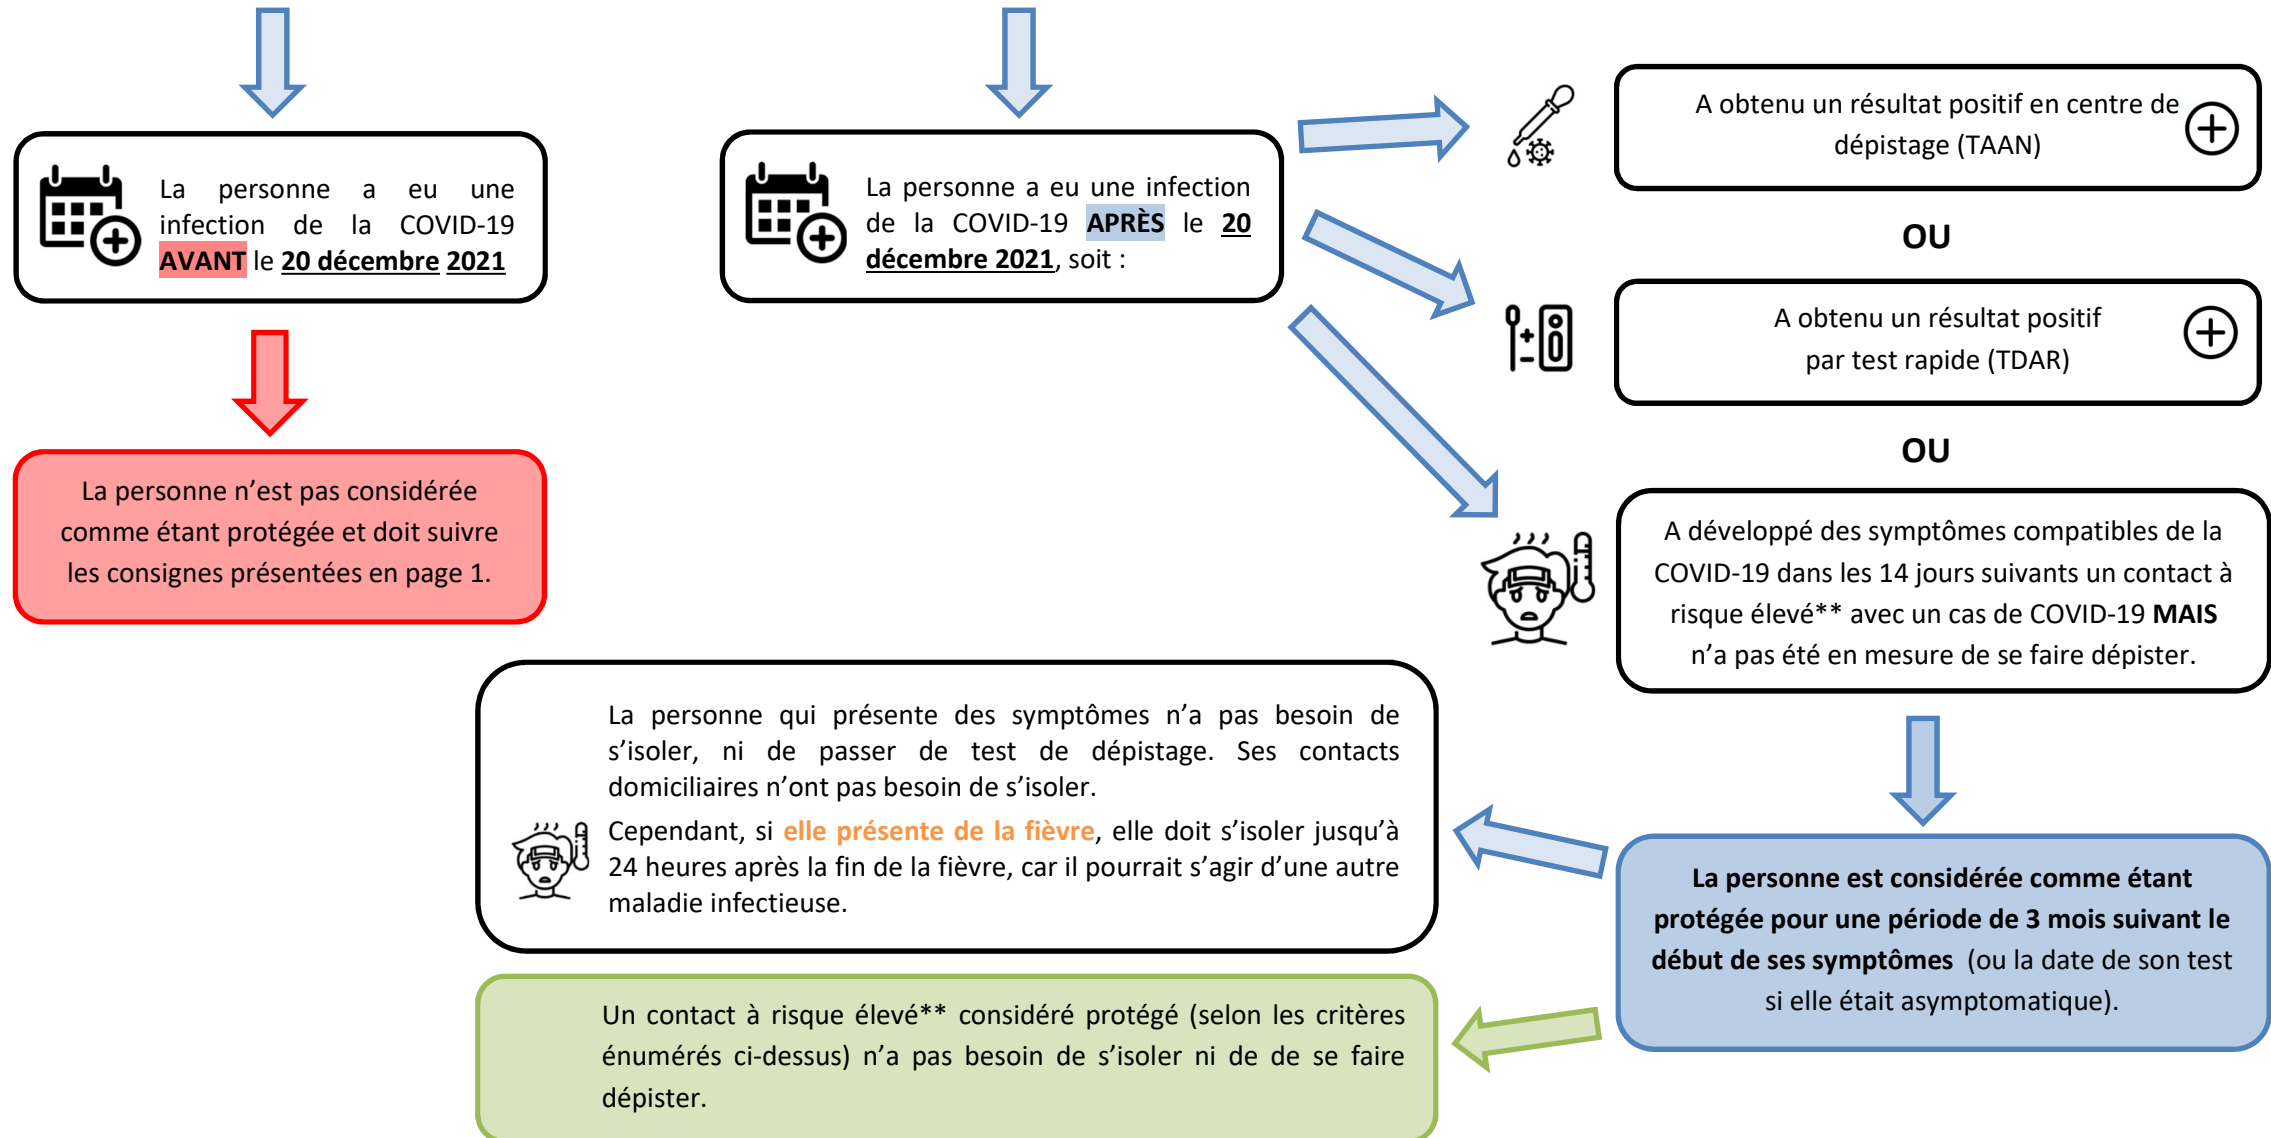 La personne a eu une
infection de la COVID-19
AVANT le 20 décembre 2021
La personne n’est pas considérée
comme étant protégée et doit suivre
les consignes présentées en page 1.
La personne a eu une infection
de la COVID-19 APRÈS le 20
décembre 2021, soit :
A obtenu un résultat positif en centre de
dépistage (TAAN)
OU
A obtenu un résultat positif
par test rapide (TDAR)
OU
A développé des symptômes compatibles de la
COVID-19 dans les 14 jours suivants un contact à
risque élevé** avec un cas de COVID-19 MAIS
n’a pas été en mesure de se faire dépister.
La personne est considérée comme étant
protégée pour une période de 3 mois suivant le
début de ses symptômes (ou la date de son test
si elle était asymptomatique).
La personne qui présente des symptômes n’a pas besoin de
s’isoler, ni de passer de test de dépistage. Ses contacts
domiciliaires n’ont pas besoin de s’isoler.
Cependant, si elle présente de la fièvre, elle doit s’isoler jusqu’à
24 heures après la fin de la fièvre, car il pourrait s’agir d’une autre
maladie infectieuse.
Un contact à risque élevé** considéré protégé (selon les critères
énumérés ci-dessus) n’a pas besoin de s’isoler ni de de se faire
dépister.